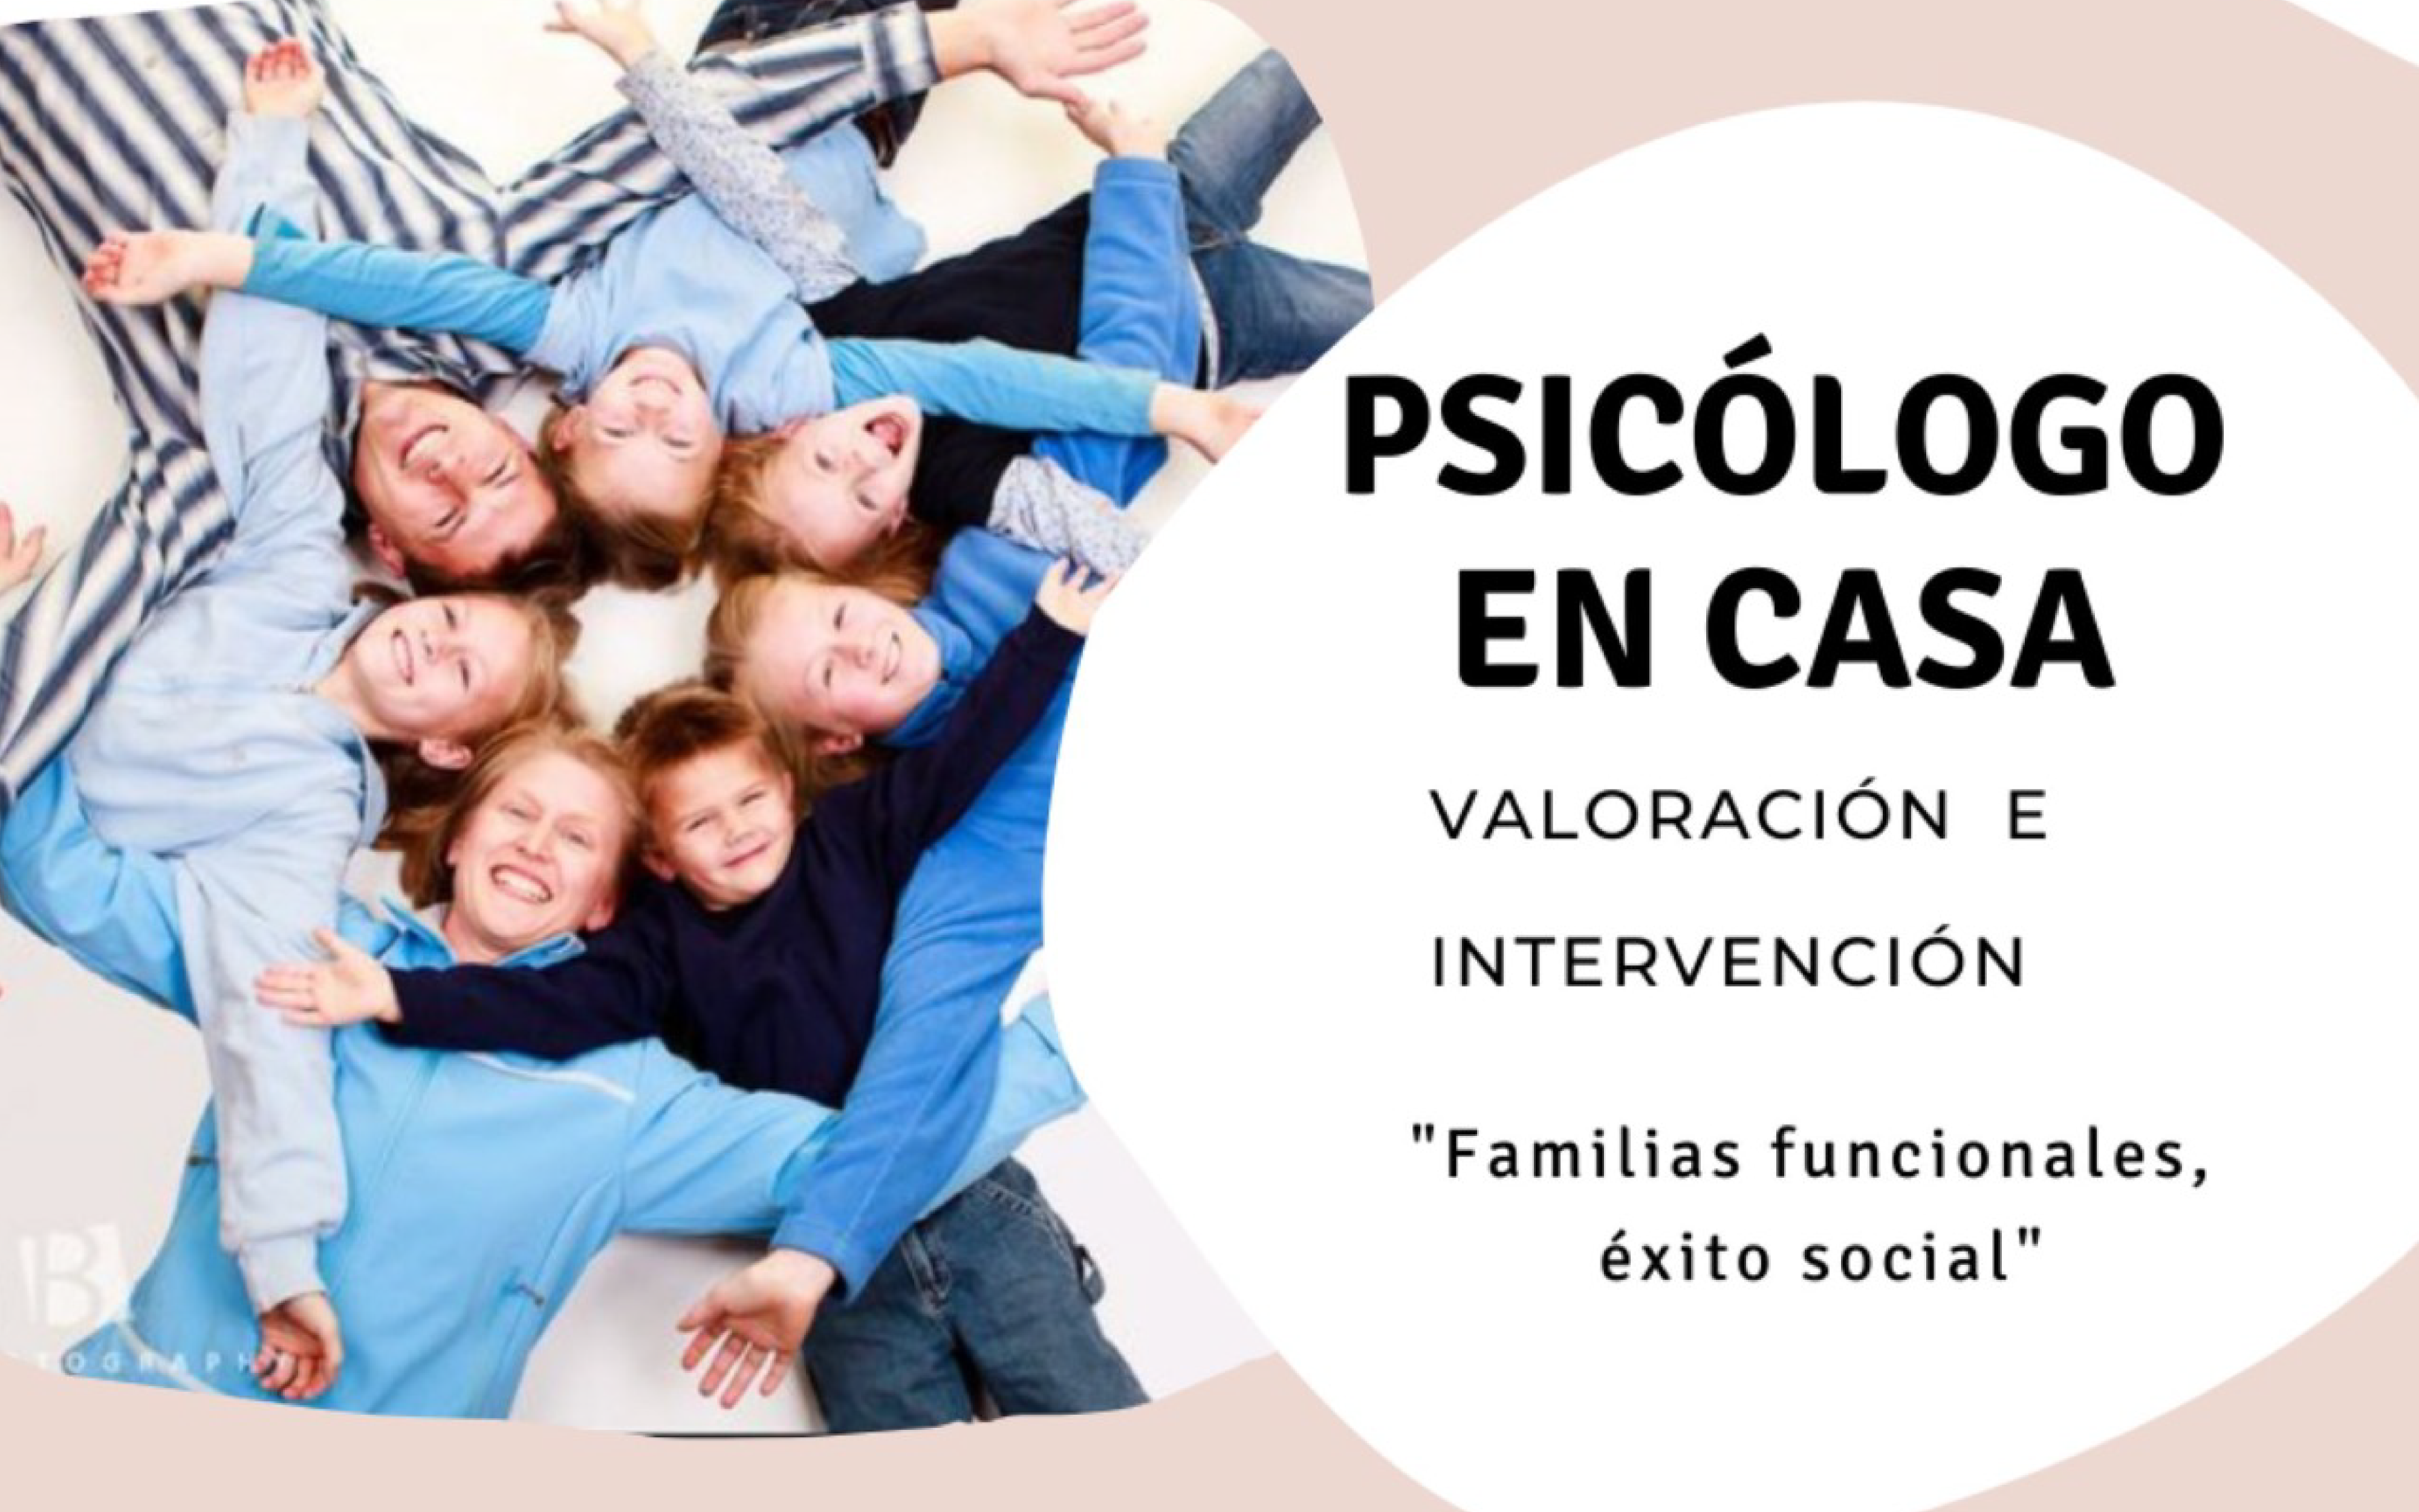 PSICÓLOGO
EN CASA
VALORACIÓN E
INTERVENCIÓN
"Familias funcionales,
éxito social"
B